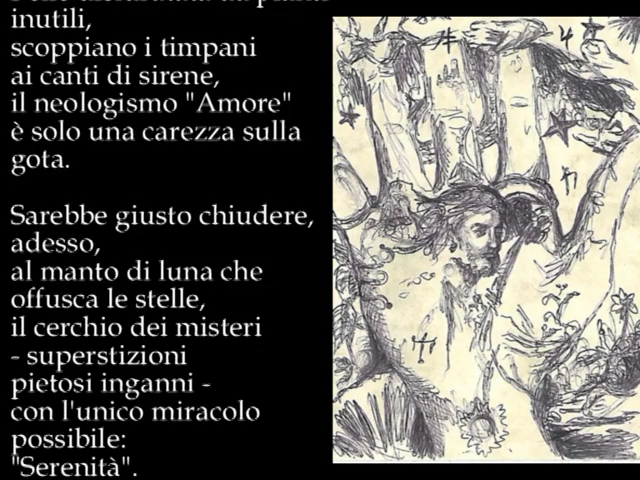 inutili,
scoppiano i timpani
ai canti di sirene,
il neologismo "Amore"
è solo una carezza sulla
gota.
Sarebbe giusto chiudere,
adesso,
al manto di luna che
offusca le stelle,
il cerchio dei misteri
- superstizioni
pietosi inganni -
con l'unico miracolo
possibile:
"Serenità".